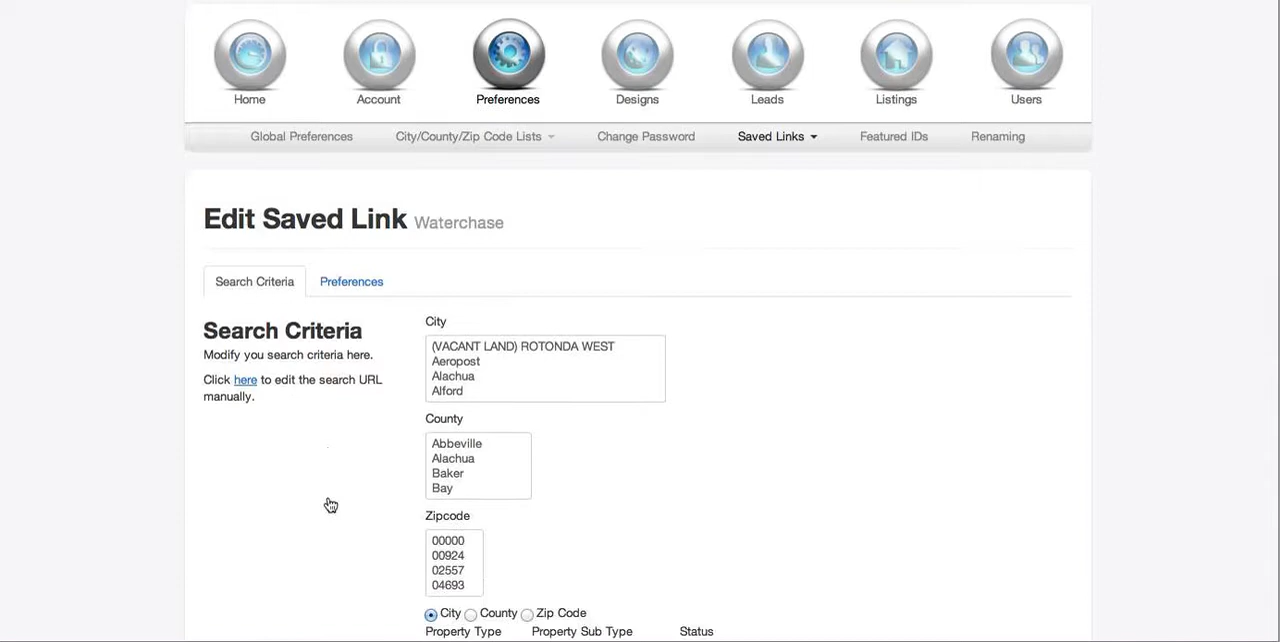 Home Account Preferences Designs Leads Listings Users
Global Preferences City/County/Zip Code Lists Change Password Saved Links Featured IDs Renaming
Edit Saved Link Waterchase
Search Criteria Preferences
Search Criteria
Modify you search criteria here.
Click here to edit the search URL
manually.
City
(VACANT LAND) ROTONDA WEST
Aeropost
Alachua
Alford
County
Abbeville
Alachua
Baker
Bay
Zipcode
00000
00924
02557
04693
City County Zip Code
Property Type Property Sub Type Status